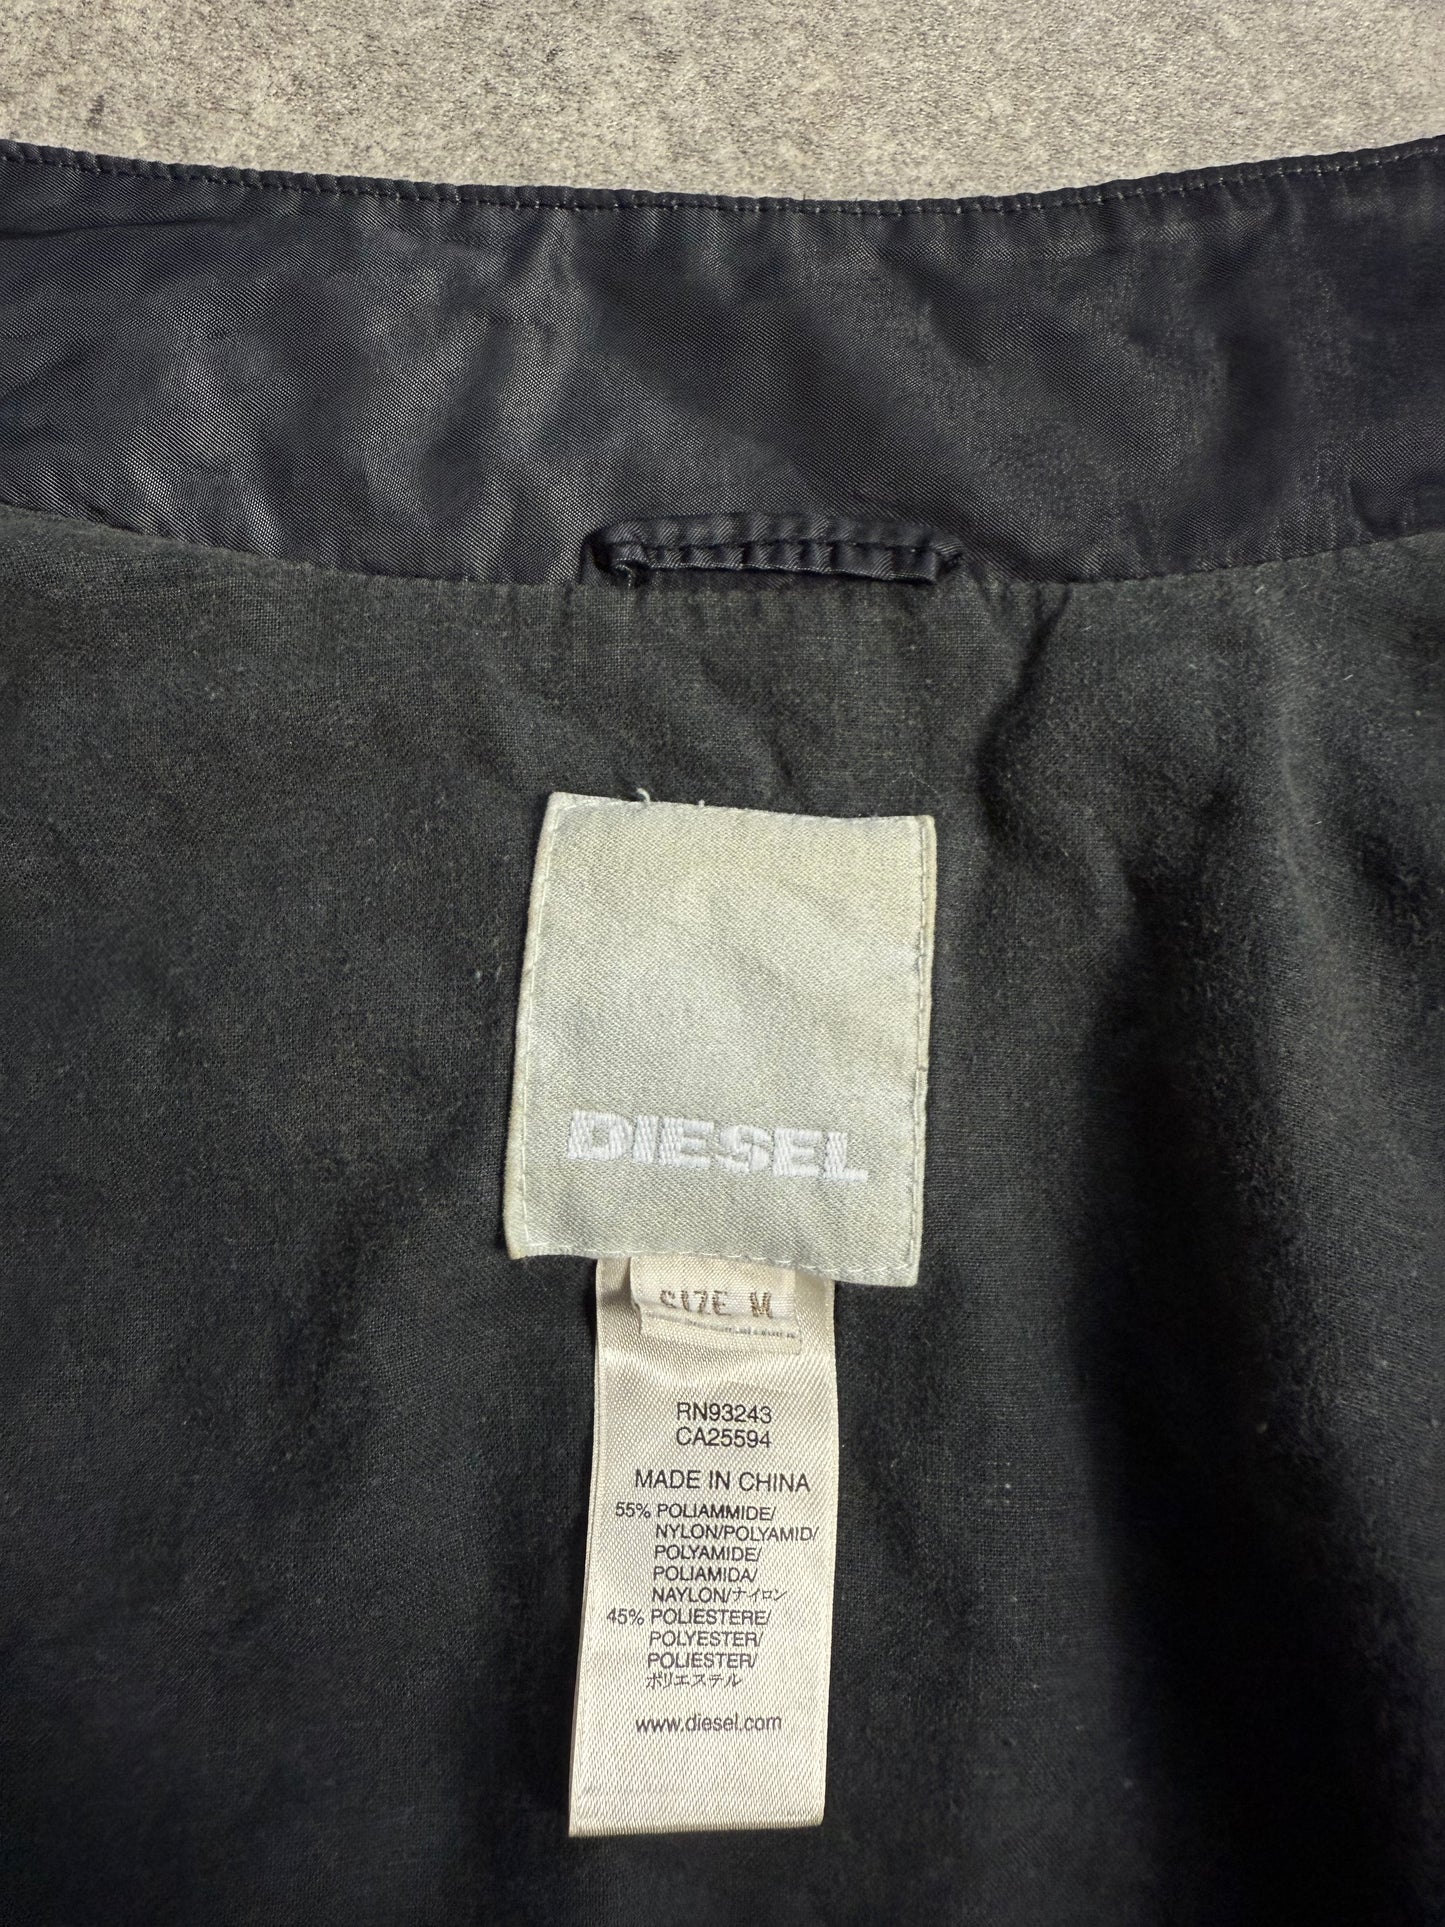 DIESEL
SIZE M
RN93243
CA25594
MADE IN CHINA
55% POLIAMMIDE/
NYLON/POLYAMID/
POLYAMIDE/
POLIAMIDA/
NAYLON/ナイロン
45% POLIESTERE/
POLYESTER/
POLIESTER/
ポリエステル
www.diesel.com